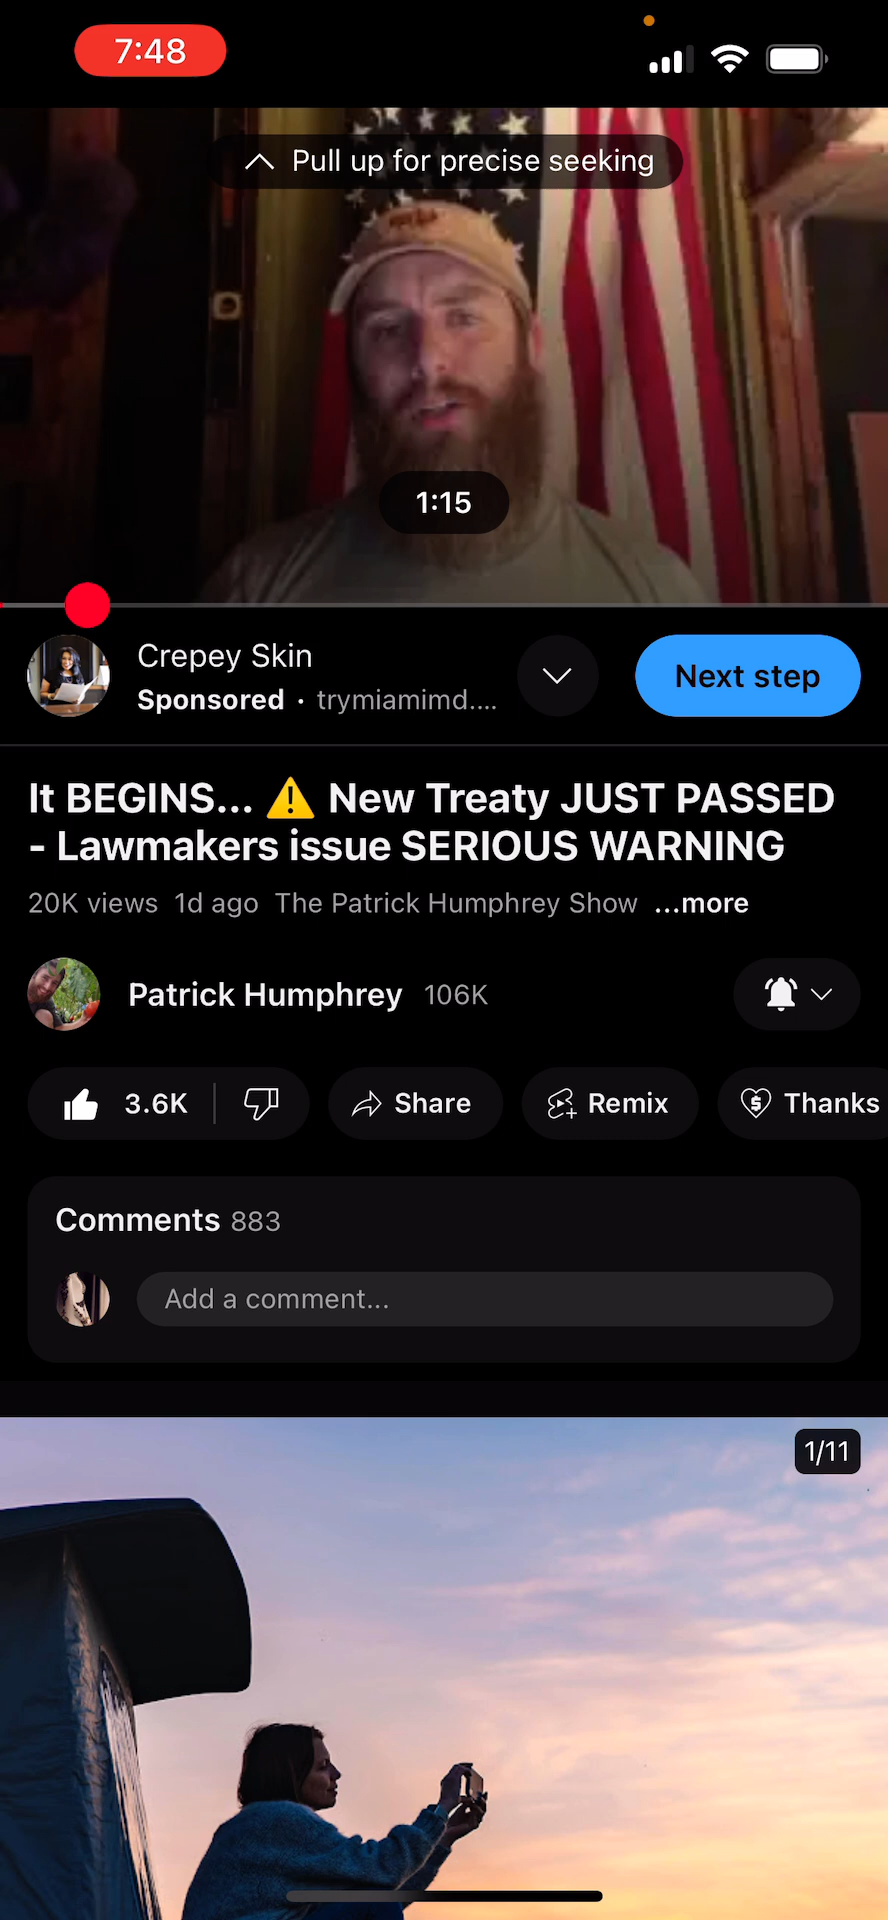 7:48
Pull up for precise seeking
1:15
Crepey Skin
Sponsored · trymiamimd....
Next step
It BEGINS... ⚠️ New Treaty JUST PASSED
- Lawmakers issue SERIOUS WARNING
20K views 1d ago The Patrick Humphrey Show ...more
Patrick Humphrey 106K
3.6K
Share
Remix
Thanks
Comments 883
Add a comment...
1/11